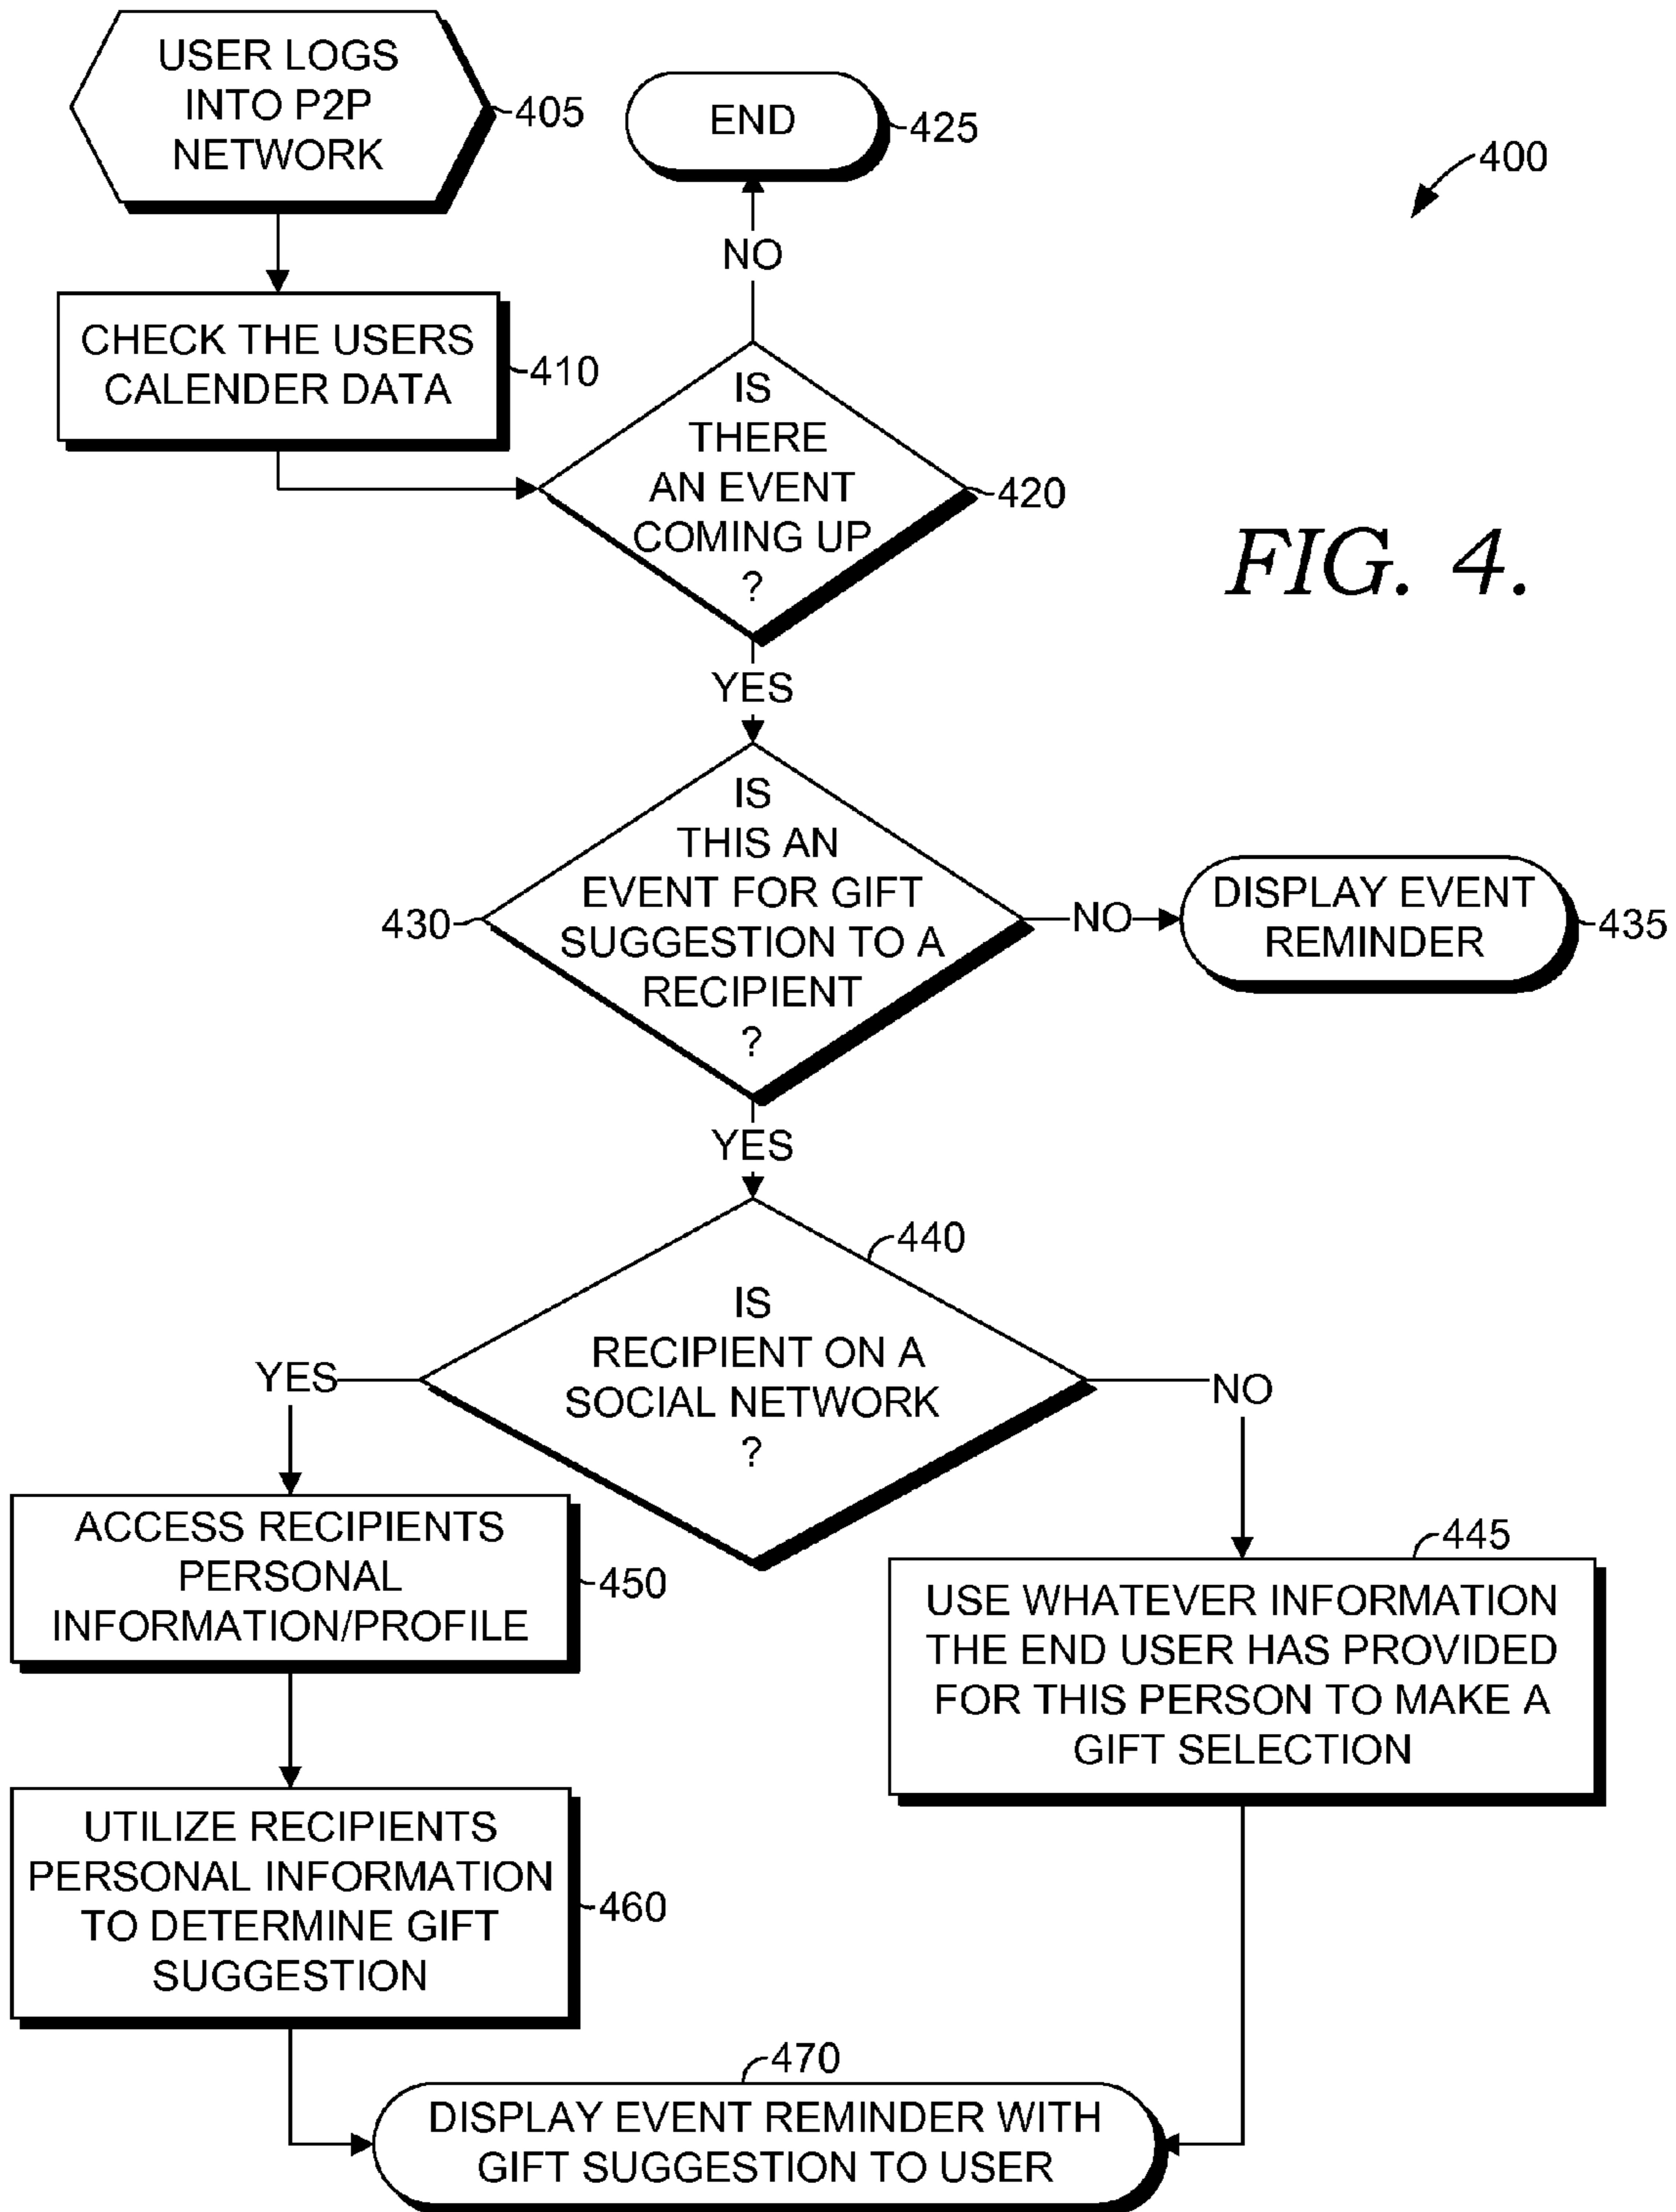 USER LOGS
INTO P2P
NETWORK
405
END
425
400
NO
CHECK THE USERS
CALENDER DATA
410
IS
THERE
AN EVENT
COMING UP
?
420
FIG. 4.
YES
IS
THIS AN
EVENT FOR GIFT
SUGGESTION TO A
RECIPIENT
?
430
NO
DISPLAY EVENT
REMINDER
435
YES
440
IS
RECIPIENT ON A
SOCIAL NETWORK
?
YES
NO
ACCESS RECIPIENTS
PERSONAL
INFORMATION/PROFILE
450
445
USE WHATEVER INFORMATION
THE END USER HAS PROVIDED
FOR THIS PERSON TO MAKE A
GIFT SELECTION
UTILIZE RECIPIENTS
PERSONAL INFORMATION
TO DETERMINE GIFT
SUGGESTION
460
470
DISPLAY EVENT REMINDER WITH
GIFT SUGGESTION TO USER